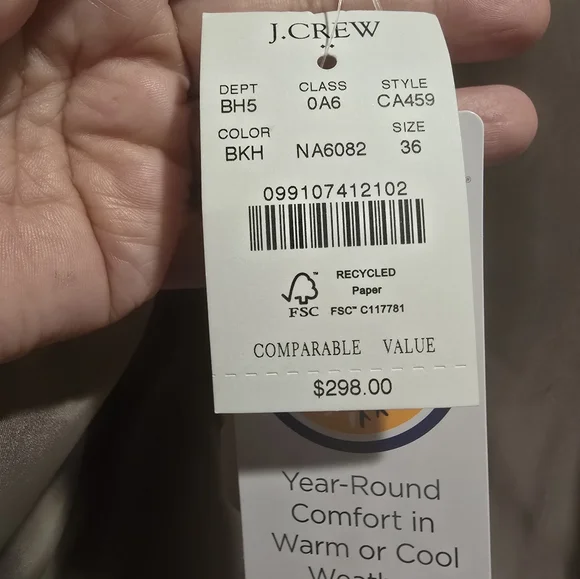 J.CREW
DEPT CLASS STYLE
BH5 0A6 CA459
COLOR SIZE
BKH NA6082 36
099107412102
RECYCLED
Paper
FSC™ FSC™ C117781
COMPARABLE VALUE
$298.00
®
Year-Round
Comfort in
Warm or Cool